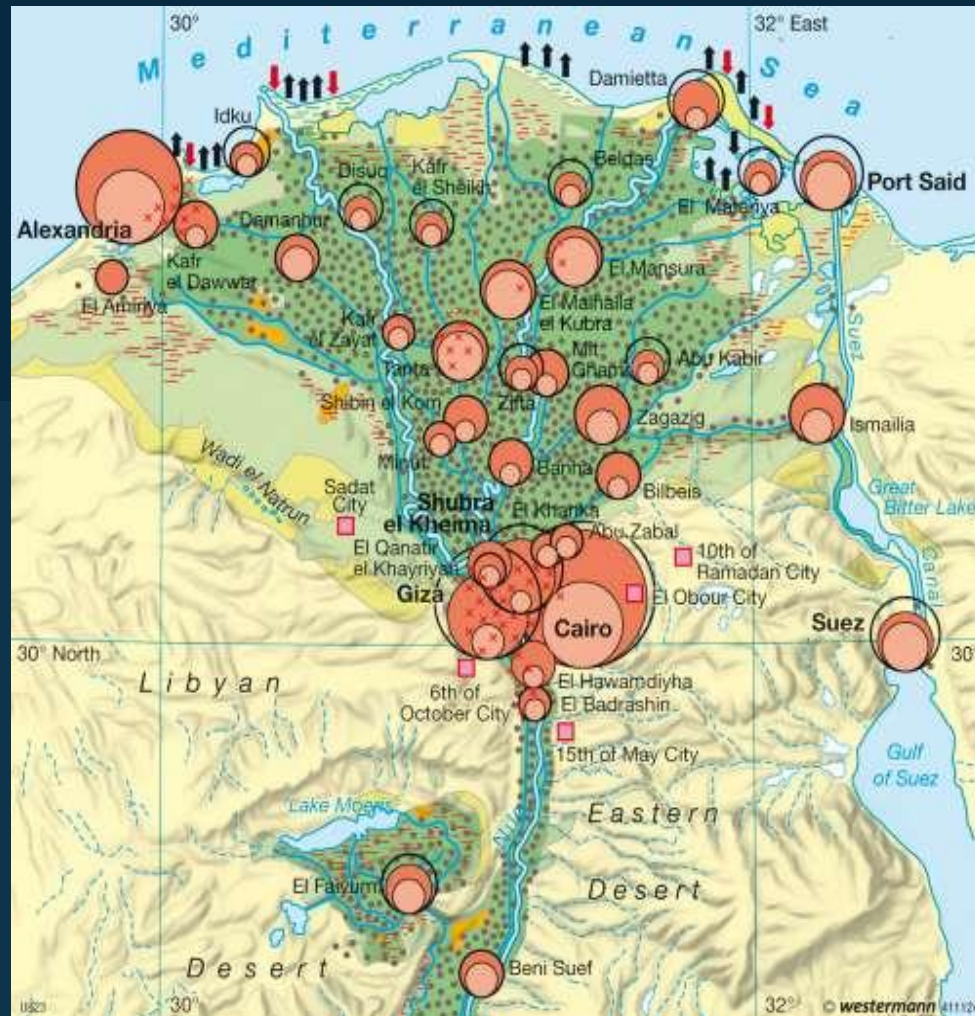 30°
32° East
Mediterranean Sea
Damietta
Idku
Disuq
Kafr
el Sheikh
Belqas
Port Said
El Matariya
Alexandria
Damanhur
Kafr
el Dawwar
El Mansura
El Amiriya
El Mahalla
el Kubra
Kafr
el Zayat
Mit
Ghamr
Abu Kabir
Tanta
Zifta
Suez
Shibin el Kom
Zagazig
Ismailia
Minuf
Banha
Bilbeis
Wadi el Natrun
Sadat
City
Shubra
el Kheima
El Khanka
Great
Bitter Lake
Abu Zabal
El Qanatir
el Khayriyah
10th of
Ramadan City
Canal
Giza
El Obour City
Cairo
Suez
30° North
30°
Libyan
6th of
October City
El Hawamdiyha
El Badrashin
15th of May City
Gulf
of Suez
Lake Moeris
Nile
Eastern
El Faiyum
Desert
Desert
Beni Suef
30°
32°
© westermann